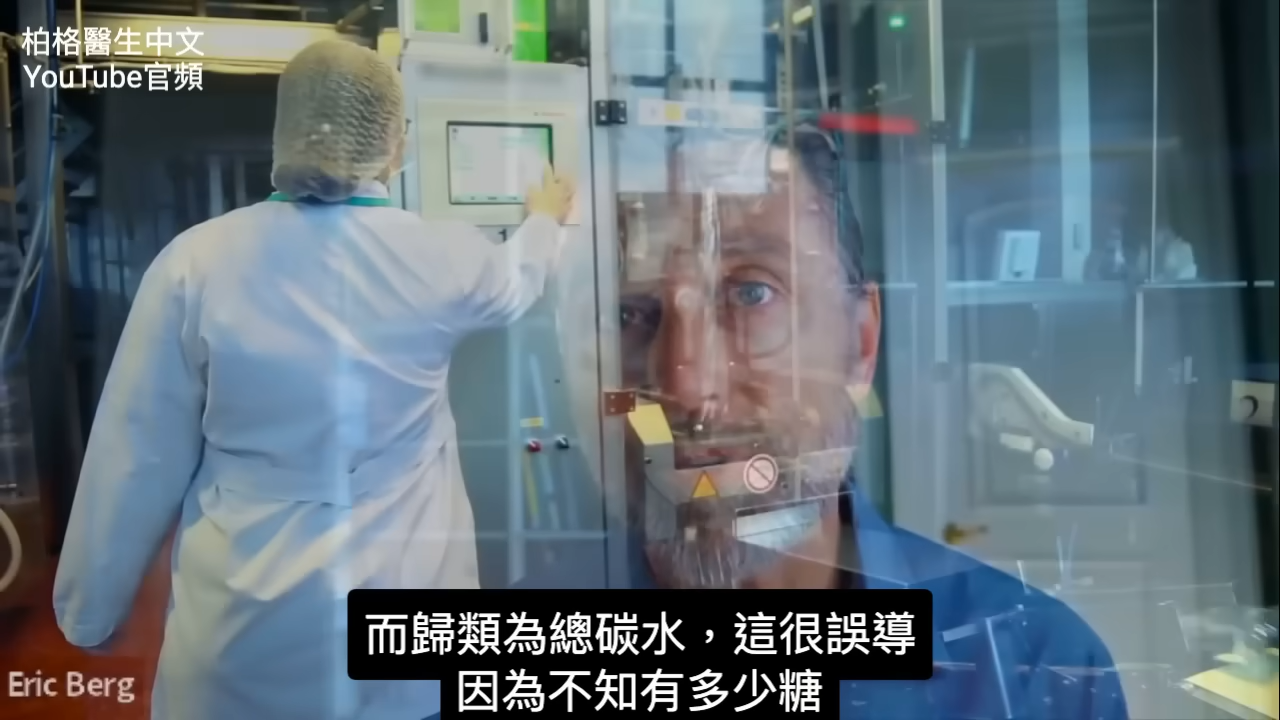 柏格醫生中文
YouTube官頻
Eric Berg
而歸類為總碳水，這很誤導
因為不知有多少糖